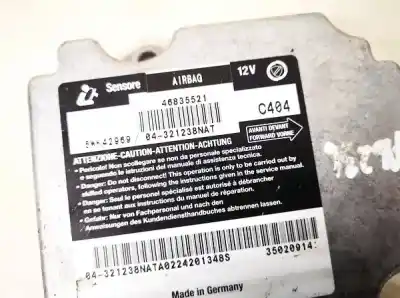 Sensore AIRBAG 12V
46835521
C404
5WK42969 / 04-321238NAT
AVANTI DEVANT
FORWARD VORNE
ATTENZIONE-CAUTION-ATTENTION-ACHTUNG
• Pericolo! Non scollegare se non da personale specializzato
e seguendo le istruzioni del manuale di assistenza tecnica.
• Danger: Do not disconnect! This operation is only to be carried out by
skilled operators, following the instructions given in the service manual.
• Danger: Seul le personel spécialisé est autorisé à débrancher
en se tenant aux instructions du manuel du réparation.
• Gefahr: Nur von Fachpersonal und nach den
Anweisungen des Kundendiensthandbuches abtrennen lassen.
04-321238NATA0224201348S
35020914
Made in Germany